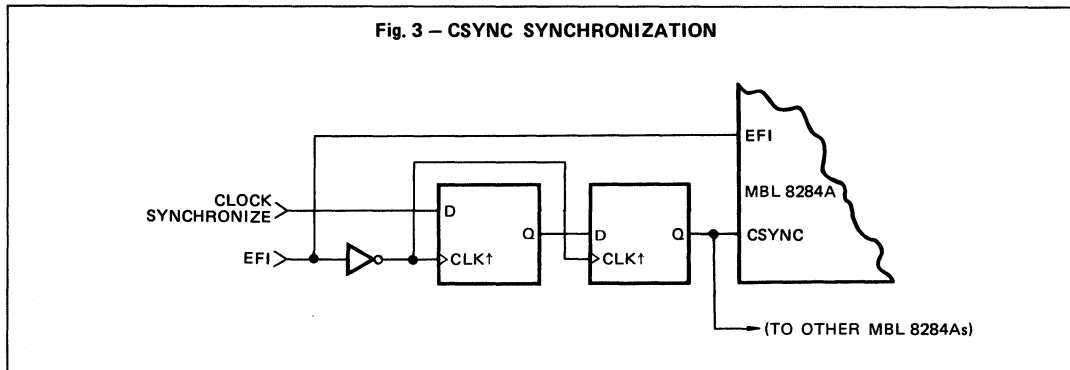 Fig. 3 – CSYNC SYNCHRONIZATION
EFI
MBL 8284A
CLOCK
SYNCHRONIZE
D
Q
D
Q
CSYNC
EFI
CLK↑
CLK↑
(TO OTHER MBL 8284As)